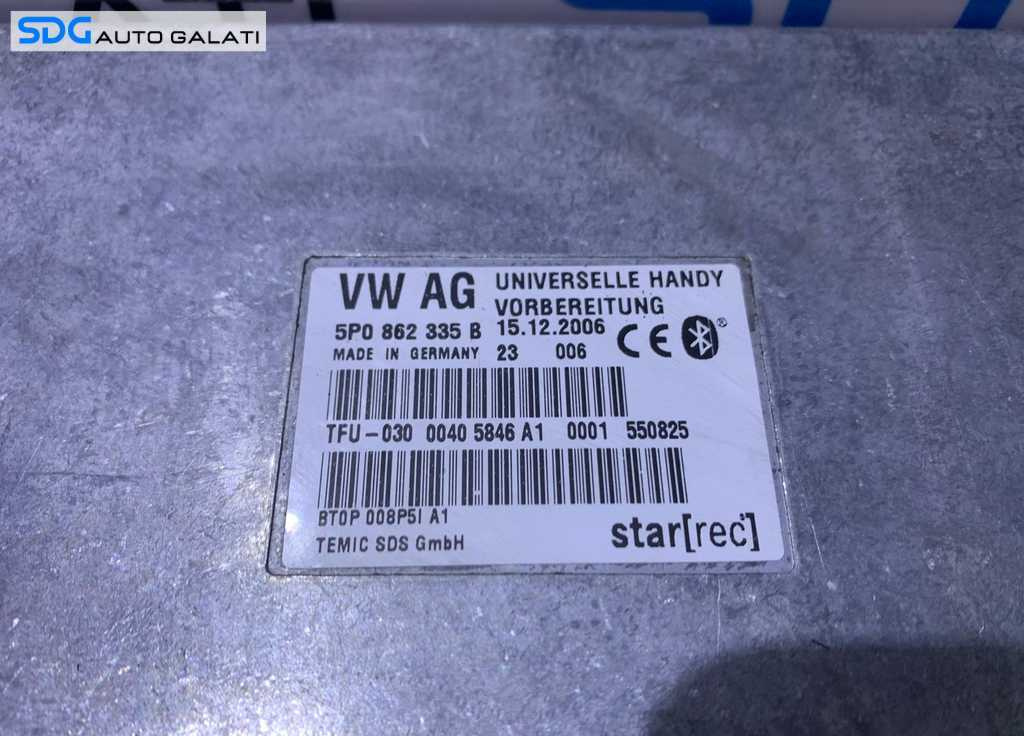 SDG AUTO GALATI
VW AG
UNIVERSELLE HANDY
VORBEREITUNG
5P0 862 335 B 15.12.2006
MADE IN GERMANY 23 006
CE ®
TFU-030 0040 5846 A1 0001 550825
BT0P 008P5I A1
TEMIC SDS GmbH
star[rec]